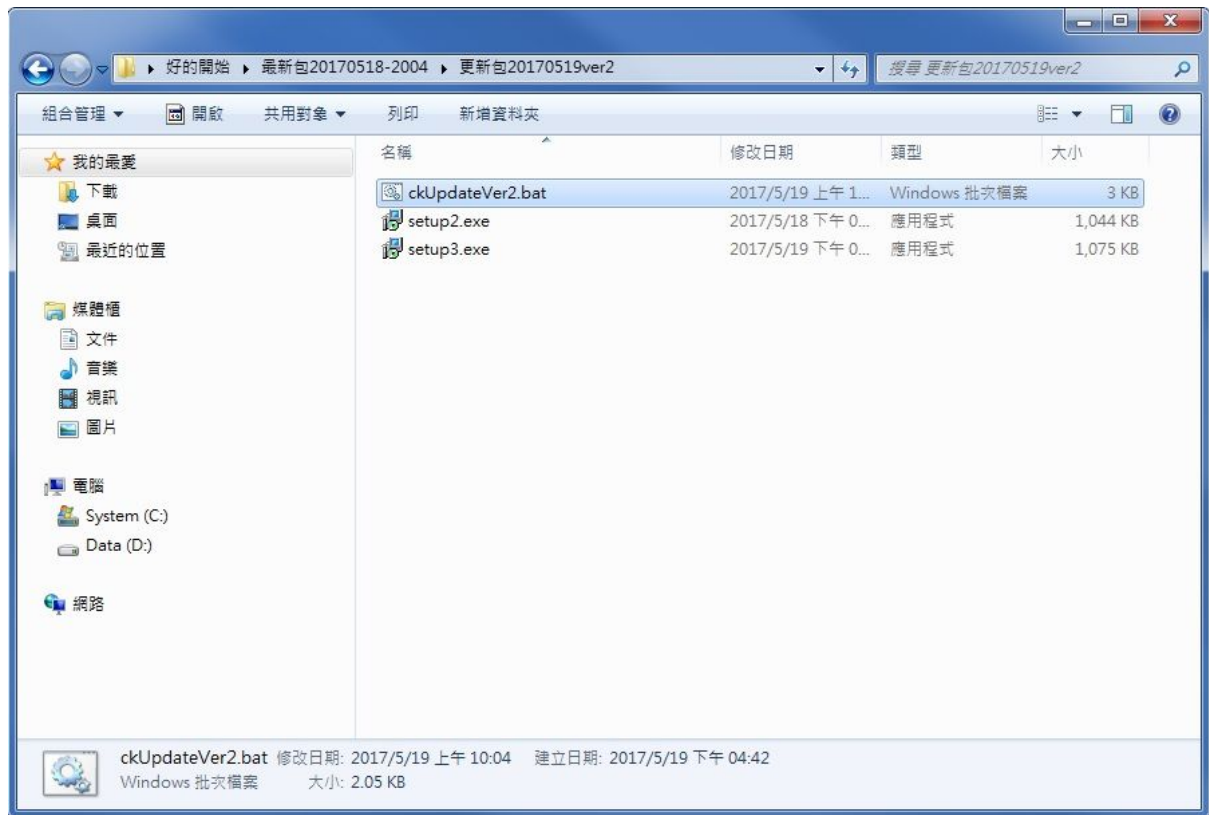 好的開始 ▸ 最新包20170518-2004 ▸ 更新包20170519ver2
搜尋 更新包20170519ver2
組合管理 ▼ 開啟 共用對象 ▼ 列印 新增資料夾
名稱 修改日期 類型 大小
ckUpdateVer2.bat 2017/5/19 上午 1... Windows 批次檔案 3 KB
setup2.exe 2017/5/18 下午 0... 應用程式 1,044 KB
setup3.exe 2017/5/19 下午 0... 應用程式 1,075 KB
我的最愛
下載
桌面
最近的位置
媒體櫃
文件
音樂
視訊
圖片
電腦
System (C:)
Data (D:)
網路
ckUpdateVer2.bat 修改日期: 2017/5/19 上午 10:04 建立日期: 2017/5/19 下午 04:42
Windows 批次檔案 大小: 2.05 KB